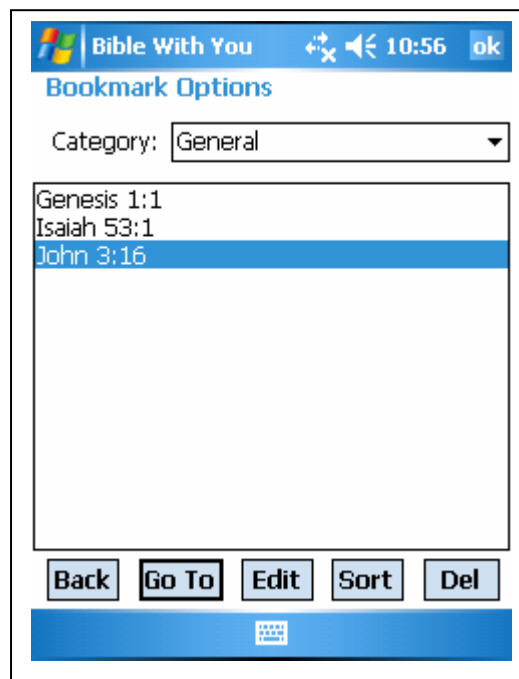 Bible With You 10:56 ok
Bookmark Options
Category: General
Genesis 1:1
Isaiah 53:1
John 3:16
Back Go To Edit Sort Del